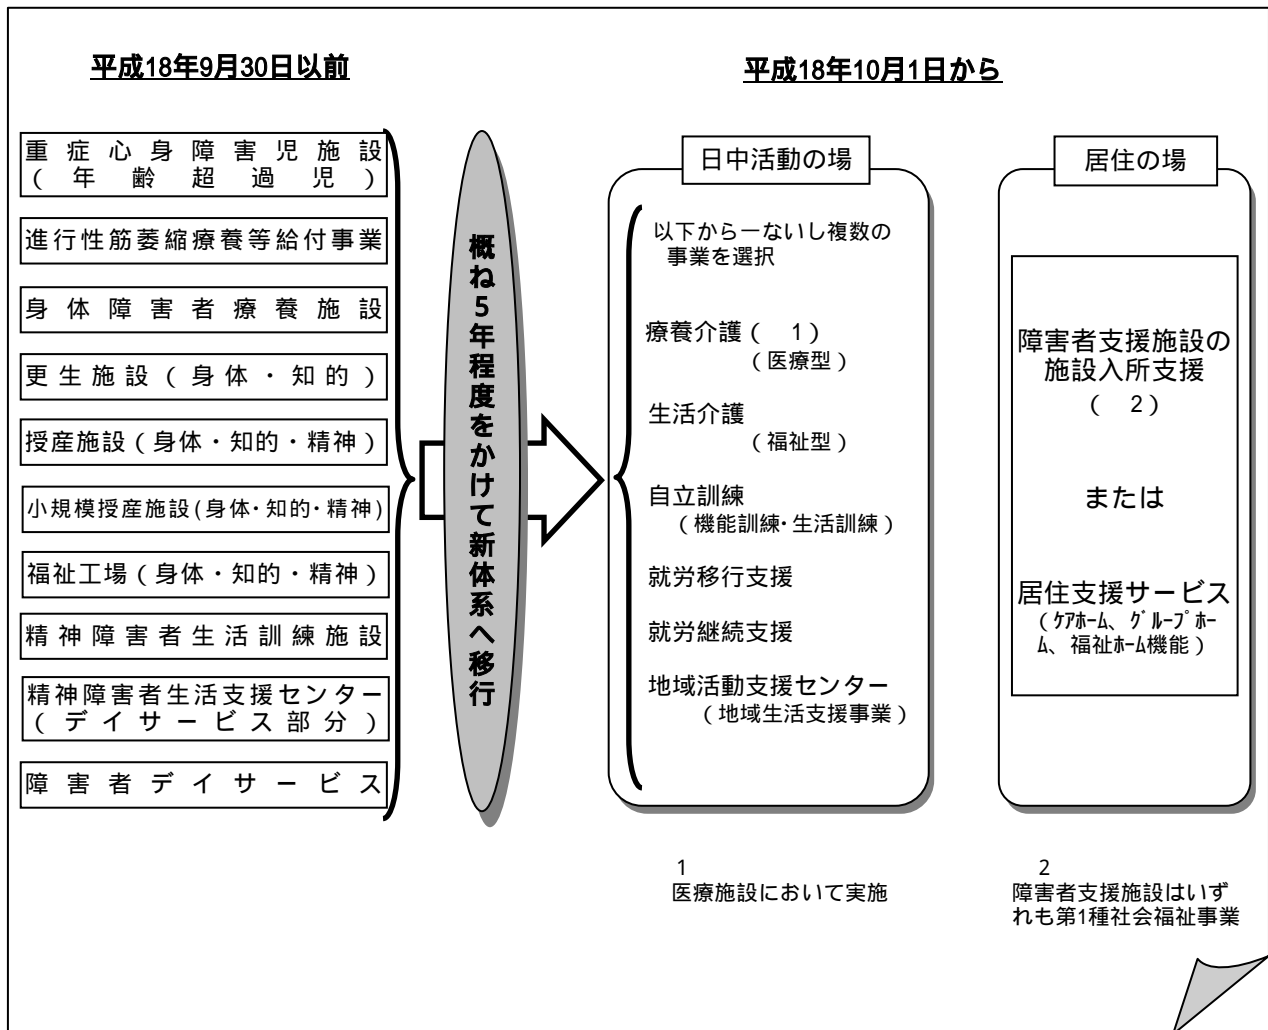 平成18年9月30日以前
重症心身障害児施設
（年齢超過児）
進行性筋萎縮療養等給付事業
身体障害者療養施設
更生施設（身体・知的）
授産施設（身体・知的・精神）
小規模授産施設（身体・知的・精神）
福祉工場（身体・知的・精神）
精神障害者生活訓練施設
精神障害者生活支援センター
（デイサービス部分）
障害者デイサービス
概ね5年程度をかけて新体系へ移行
平成18年10月1日から
日中活動の場
以下から一ないし複数の
事業を選択
療養介護（　1）
（医療型）
生活介護
（福祉型）
自立訓練
（機能訓練・生活訓練）
就労移行支援
就労継続支援
地域活動支援センター
（地域生活支援事業）
1
医療施設において実施
居住の場
障害者支援施設の
施設入所支援
（　2）
または
居住支援サービス
（ｹｱﾎｰﾑ、ｸﾞﾙｰﾌﾟﾎｰ
ﾑ、福祉ﾎｰﾑ機能）
2
障害者支援施設はいず
れも第1種社会福祉事業